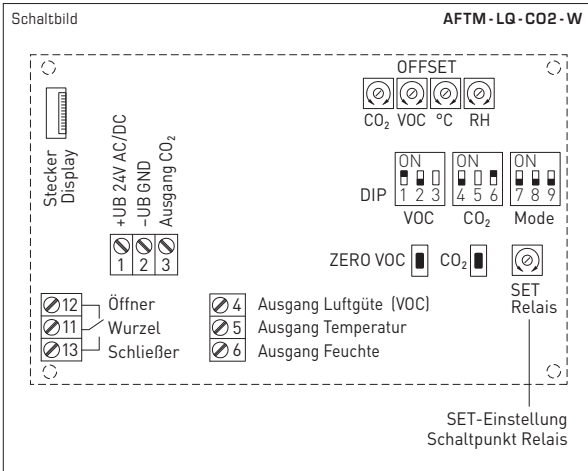 Schaltbild
AFTM-LQ-CO2-W
OFFSET
CO₂ VOC °C RH
Stecker
Display
+UB 24V AC/DC
–UB GND
Ausgang CO₂
1 2 3
DIP
ON ON ON
1 2 3 4 5 6 7 8 9
VOC CO₂ Mode
ZERO VOC CO₂
SET
Relais
12 Öffner
11 Wurzel
13 Schließer
4 Ausgang Luftgüte (VOC)
5 Ausgang Temperatur
6 Ausgang Feuchte
SET-Einstellung
Schaltpunkt Relais